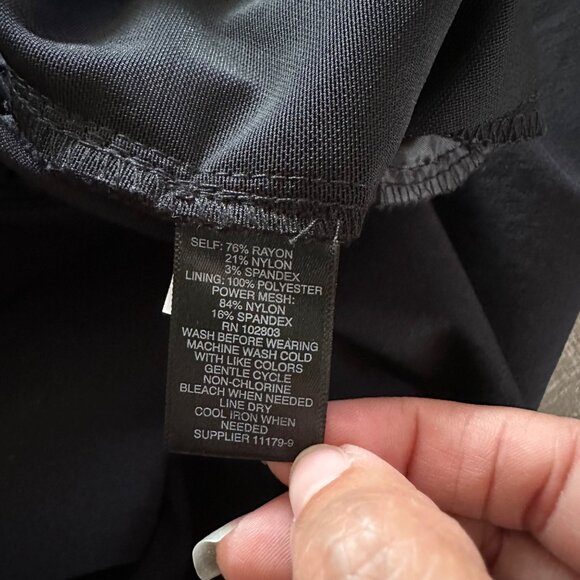 SELF: 76% RAYON
21% NYLON
3% SPANDEX
LINING: 100% POLYESTER
POWER MESH:
84% NYLON
16% SPANDEX
RN 102803
WASH BEFORE WEARING
MACHINE WASH COLD
WITH LIKE COLORS
GENTLE CYCLE
NON-CHLORINE
BLEACH WHEN NEEDED
LINE DRY
COOL IRON WHEN
NEEDED
SUPPLIER 11179-9